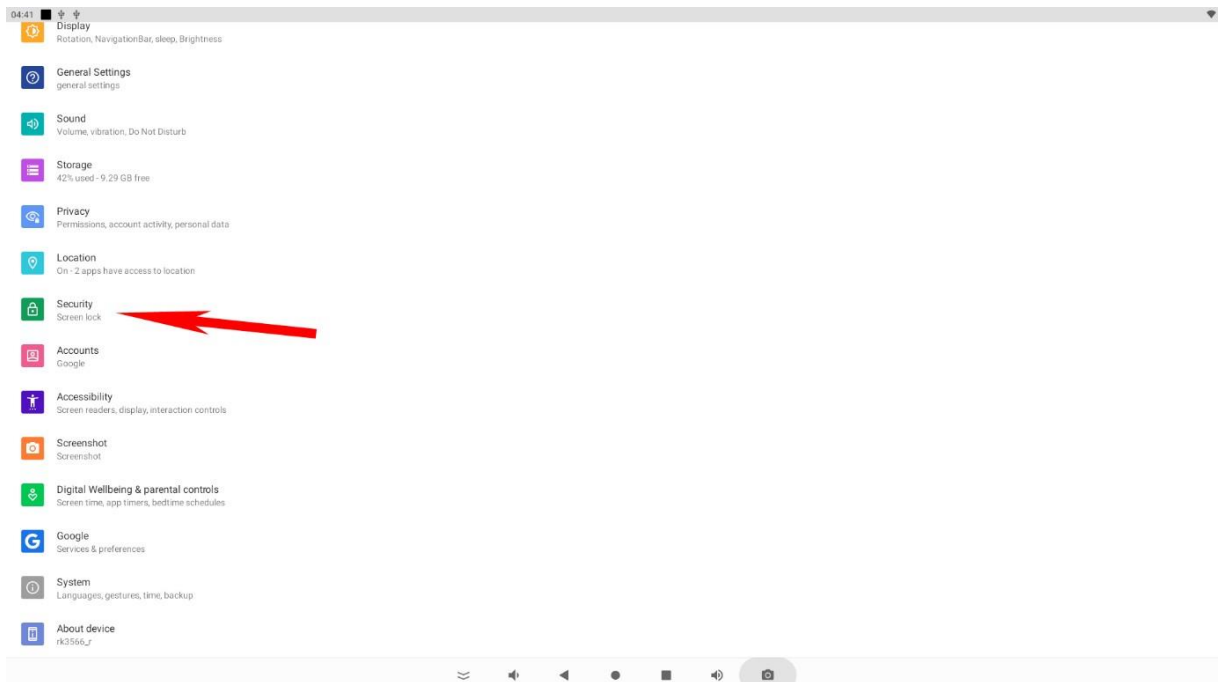 04:41
Display
Rotation, NavigationBar, sleep, Brightness
General Settings
general settings
Sound
Volume, vibration, Do Not Disturb
Storage
42% used - 9.29 GB free
Privacy
Permissions, account activity, personal data
Location
On - 2 apps have access to location
Security
Screen lock
Accounts
Google
Accessibility
Screen readers, display, interaction controls
Screenshot
Screenshot
Digital Wellbeing & parental controls
Screen time, app timers, bedtime schedules
Google
Services & preferences
System
Languages, gestures, time, backup
About device
rk3566_r